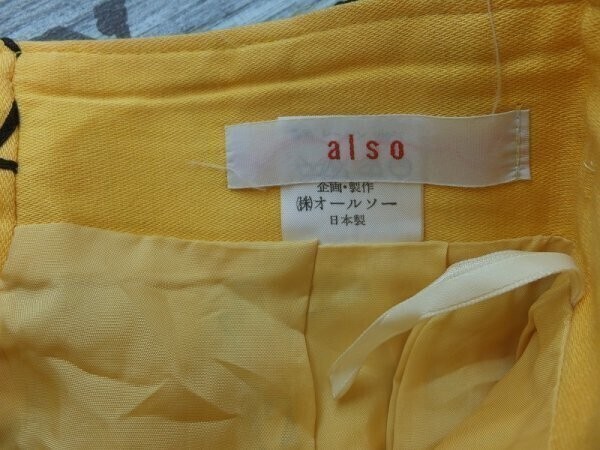 also
企画・製作
㈱オールソー
日本製